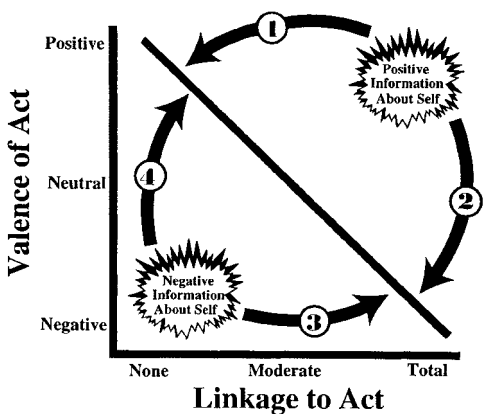 1
Positive
Positive
Information
About Self
Valence of Act
Neutral
4
2
Negative
Information
About Self
3
Negative
None
Moderate
Total
Linkage to Act